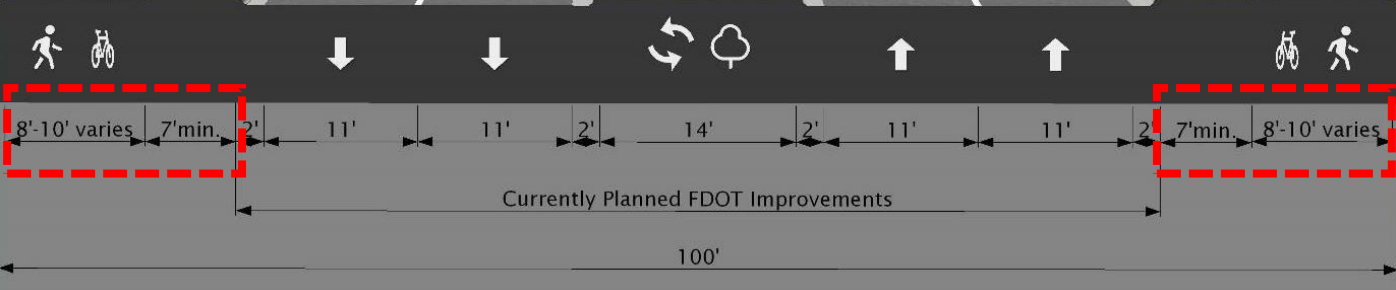 8'-10' varies 7'min. 2' 11' 11' 2' 14' 2' 11' 11' 2' 7'min. 8'-10' varies
Currently Planned FDOT Improvements
100'